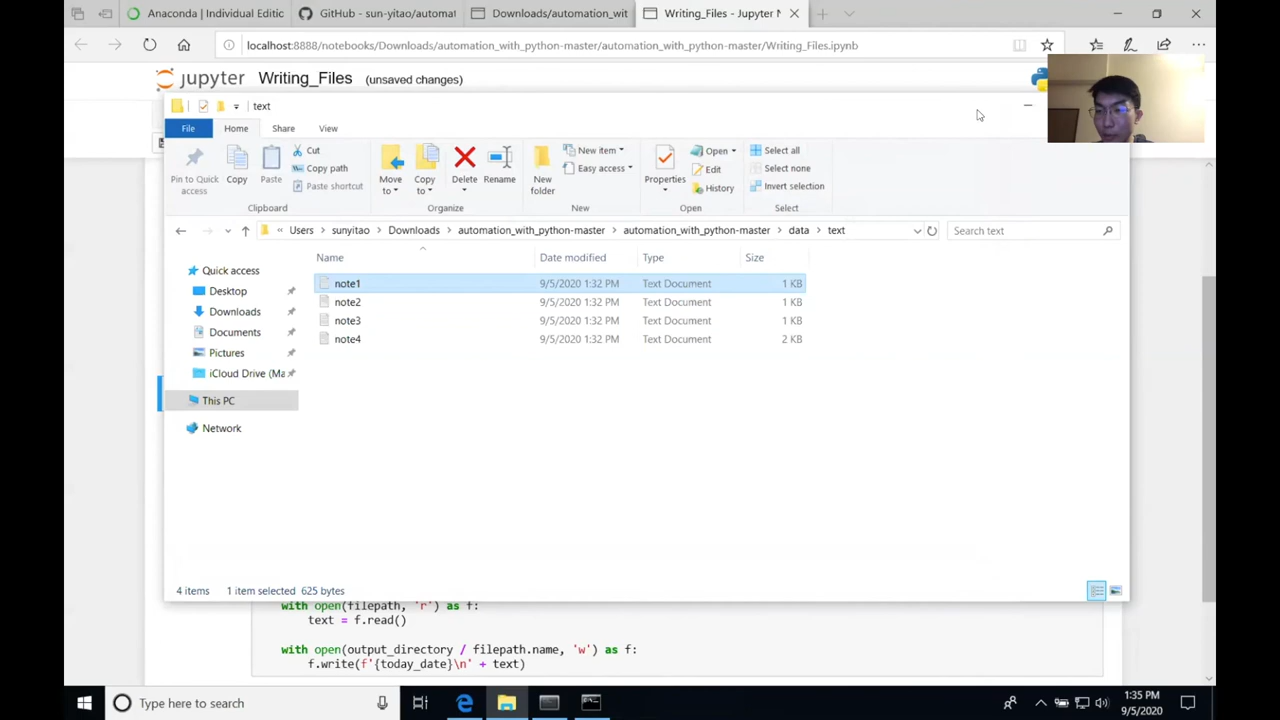 Anaconda | Individual Editic
GitHub - sun-yitao/automat
Downloads/automation_wit
Writing_Files - Jupyter N
localhost:8888/notebooks/Downloads/automation_with_python-master/automation_with_python-master/Writing_Files.ipynb
jupyter Writing_Files (unsaved changes)
text
File Home Share View
Pin to Quick access
Copy
Paste
Cut
Copy path
Paste shortcut
Clipboard
Move to
Copy to
Delete
Rename
Organize
New folder
New item
Easy access
New
Properties
Open
Edit
History
Open
Select all
Select none
Invert selection
Select
« Users > sunyitao > Downloads > automation_with_python-master > automation_with_python-master > data > text
Search text
Name Date modified Type Size
Quick access
Desktop
Downloads
Documents
Pictures
iCloud Drive (Ma
This PC
Network
note1 9/5/2020 1:32 PM Text Document 1 KB
note2 9/5/2020 1:32 PM Text Document 1 KB
note3 9/5/2020 1:32 PM Text Document 1 KB
note4 9/5/2020 1:32 PM Text Document 2 KB
4 items 1 item selected 625 bytes
with open(filepath, 'r') as f:
text = f.read()
with open(output_directory / filepath.name, 'w') as f:
f.write(f'{today_date}\n' + text)
Type here to search
1:35 PM
9/5/2020